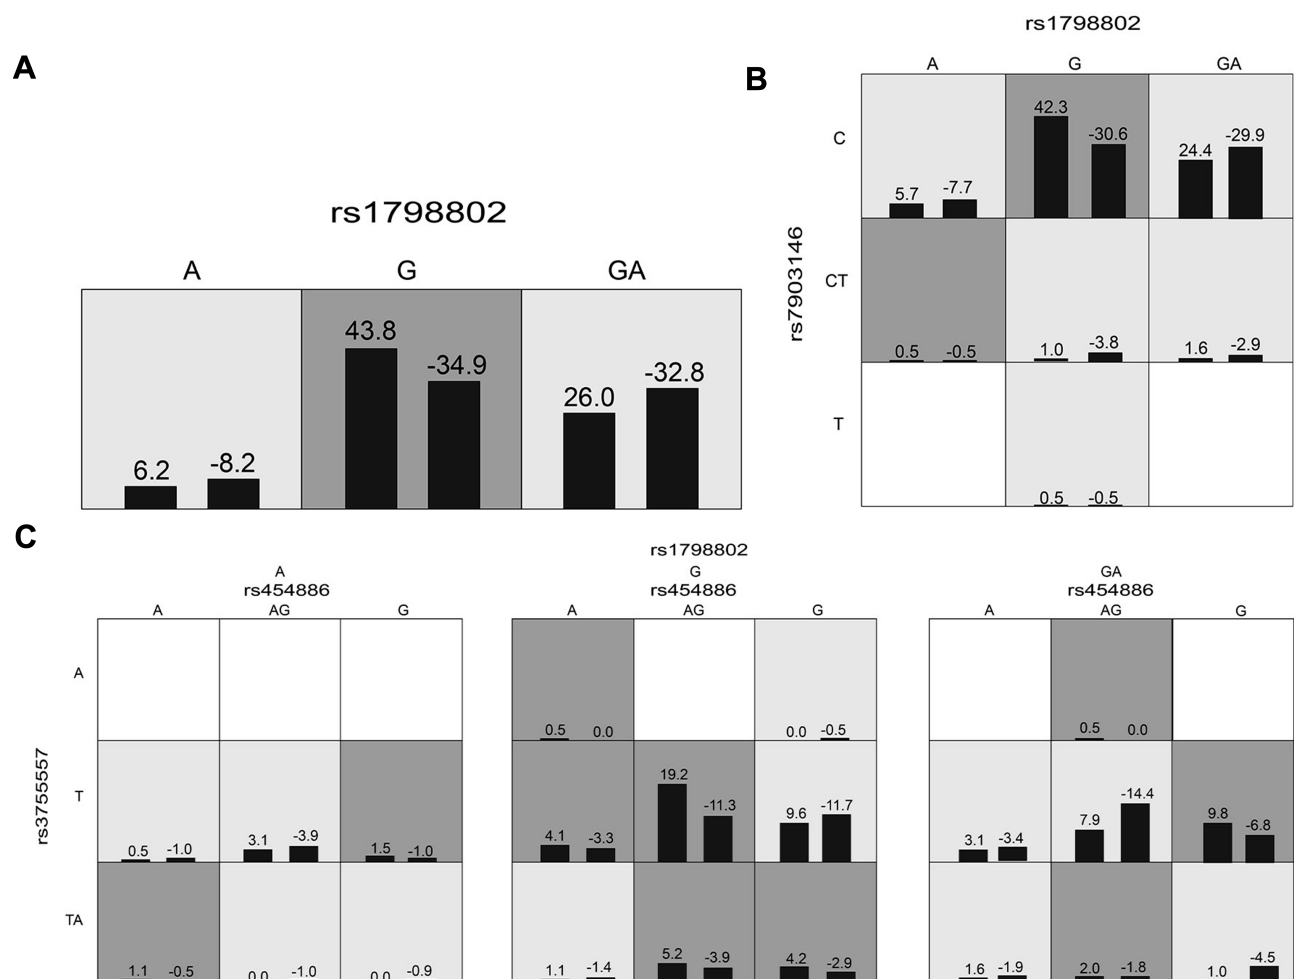 A
rs1798802
A G GA
6.2 -8.2 43.8 -34.9 26.0 -32.8
B
rs1798802
A G GA
rs7903146
C
5.7 -7.7 42.3 -30.6 24.4 -29.9
CT
0.5 -0.5 1.0 -3.8 1.6 -2.9
T
0.5 -0.5
C
rs1798802
A G GA
rs454886 rs454886 rs454886
A AG G A AG G A AG G
rs3755557
A
0.5 0.0 0.0 -0.5 0.5 0.0
T
0.5 -1.0 3.1 -3.9 1.5 -1.0 4.1 -3.3 19.2 -11.3 9.6 -11.7 3.1 -3.4 7.9 -14.4 9.8 -6.8
TA
1.1 -0.5 0.0 -1.0 0.0 -0.9 1.1 -1.4 5.2 -3.9 4.2 -2.9 1.6 -1.9 2.0 -1.8 1.0 -4.5